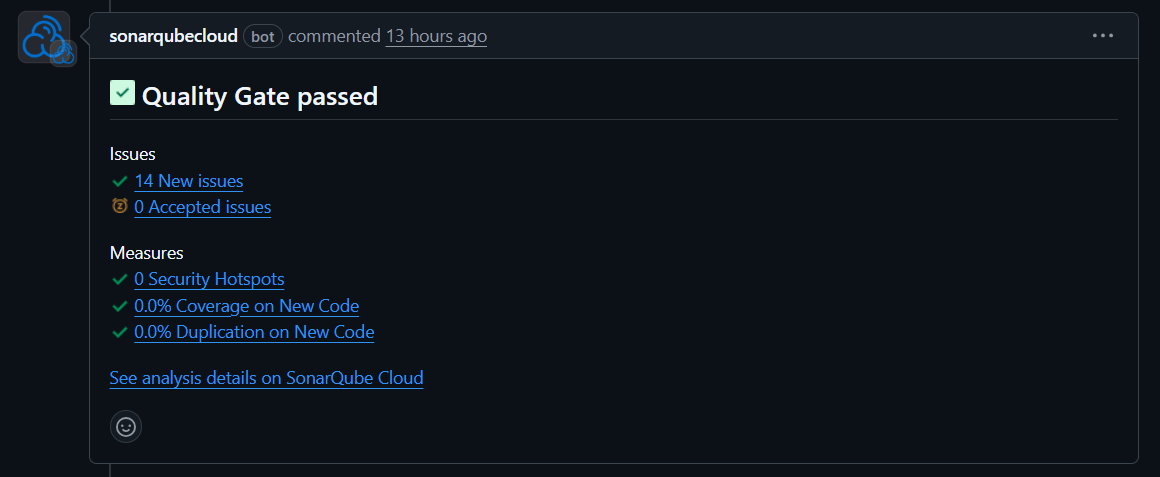 sonarqubecloud bot commented 13 hours ago
Quality Gate passed
Issues
14 New issues
0 Accepted issues
Measures
0 Security Hotspots
0.0% Coverage on New Code
0.0% Duplication on New Code
See analysis details on SonarQube Cloud